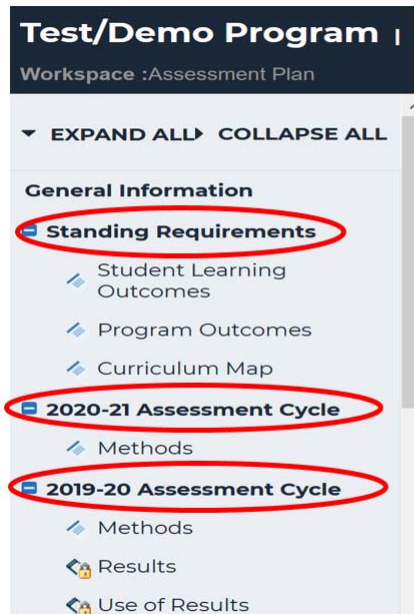 Test/Demo Program |
Workspace :Assessment Plan
EXPAND ALL COLLAPSE ALL
General Information
Standing Requirements
Student Learning
Outcomes
Program Outcomes
Curriculum Map
2020-21 Assessment Cycle
Methods
2019-20 Assessment Cycle
Methods
Results
Use of Results